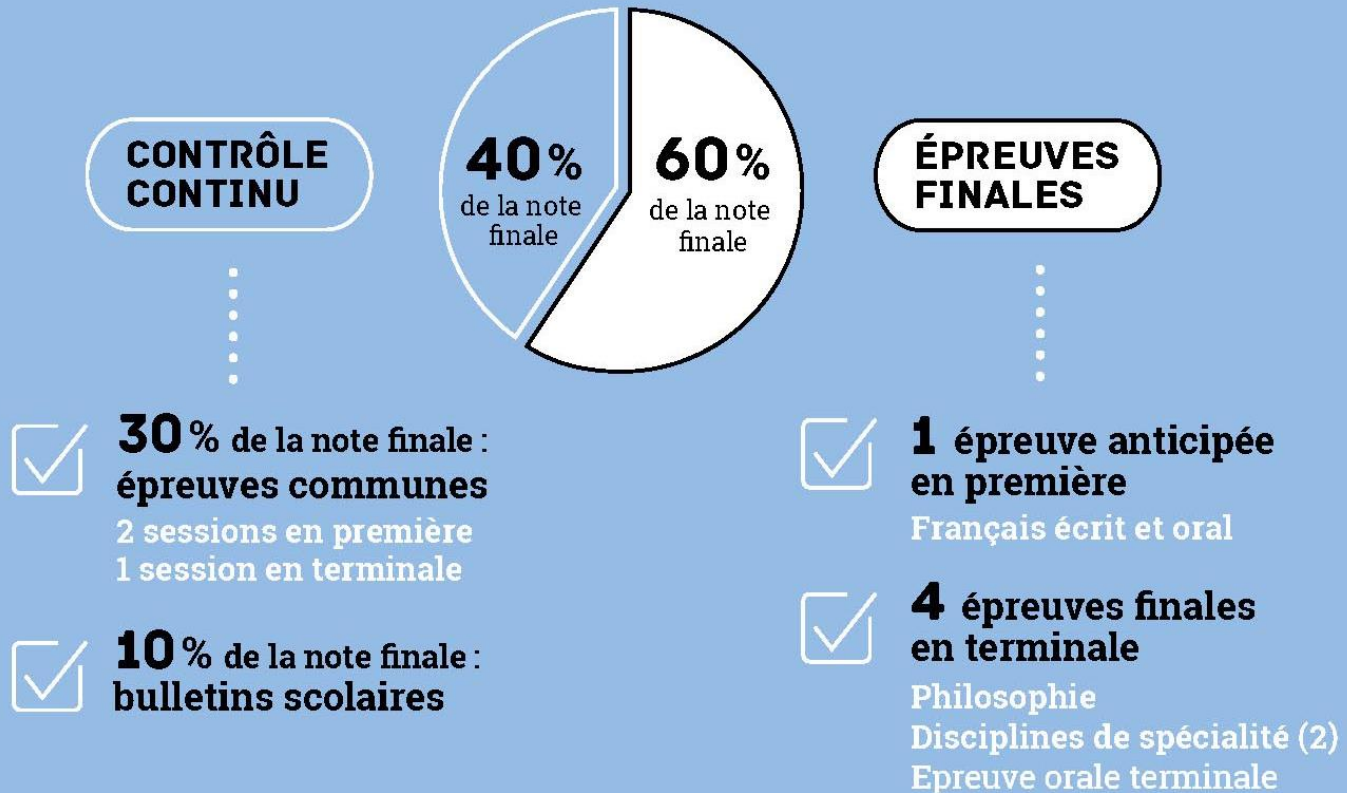 CONTRÔLE
CONTINU
40 %
de la note
finale
60 %
de la note
finale
ÉPREUVES
FINALES
30 % de la note finale :
épreuves communes
2 sessions en première
1 session en terminale
10 % de la note finale :
bulletins scolaires
1 épreuve anticipée
en première
Français écrit et oral
4 épreuves finales
en terminale
Philosophie
Disciplines de spécialité (2)
Epreuve orale terminale